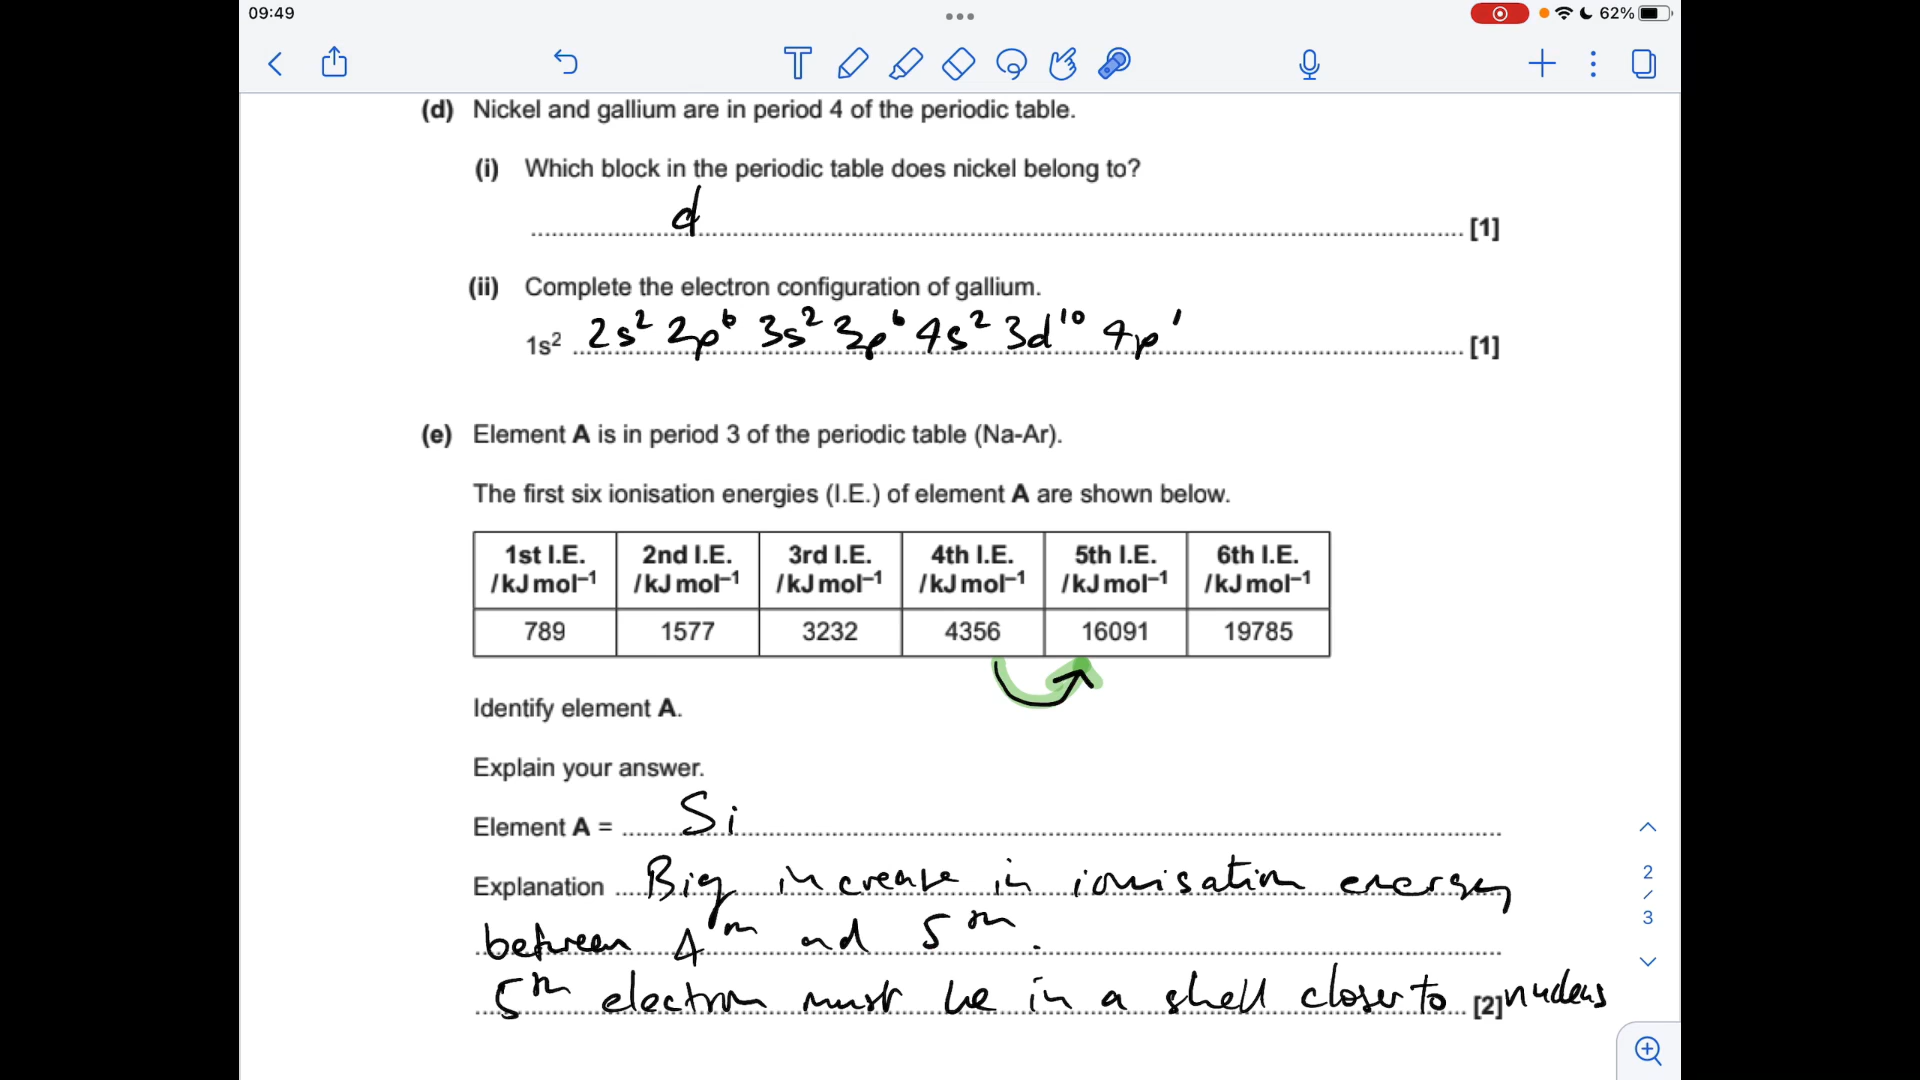 09:49
62%
(d) Nickel and gallium are in period 4 of the periodic table.
(i) Which block in the periodic table does nickel belong to?
d [1]
(ii) Complete the electron configuration of gallium.
1s² 2s² 2p⁶ 3s² 3p⁶ 4s² 3d¹⁰ 4p¹ [1]
(e) Element A is in period 3 of the periodic table (Na-Ar).
The first six ionisation energies (I.E.) of element A are shown below.
1st I.E. 2nd I.E. 3rd I.E. 4th I.E. 5th I.E. 6th I.E.
/kJ mol⁻¹ /kJ mol⁻¹ /kJ mol⁻¹ /kJ mol⁻¹ /kJ mol⁻¹ /kJ mol⁻¹
789 1577 3232 4356 16091 19785
Identify element A.
Explain your answer.
Element A = Si
Explanation Big increase in ionisation energy
between 4th and 5th.
5th electron must be in a shell closer to [2] nucleus
2
/
3